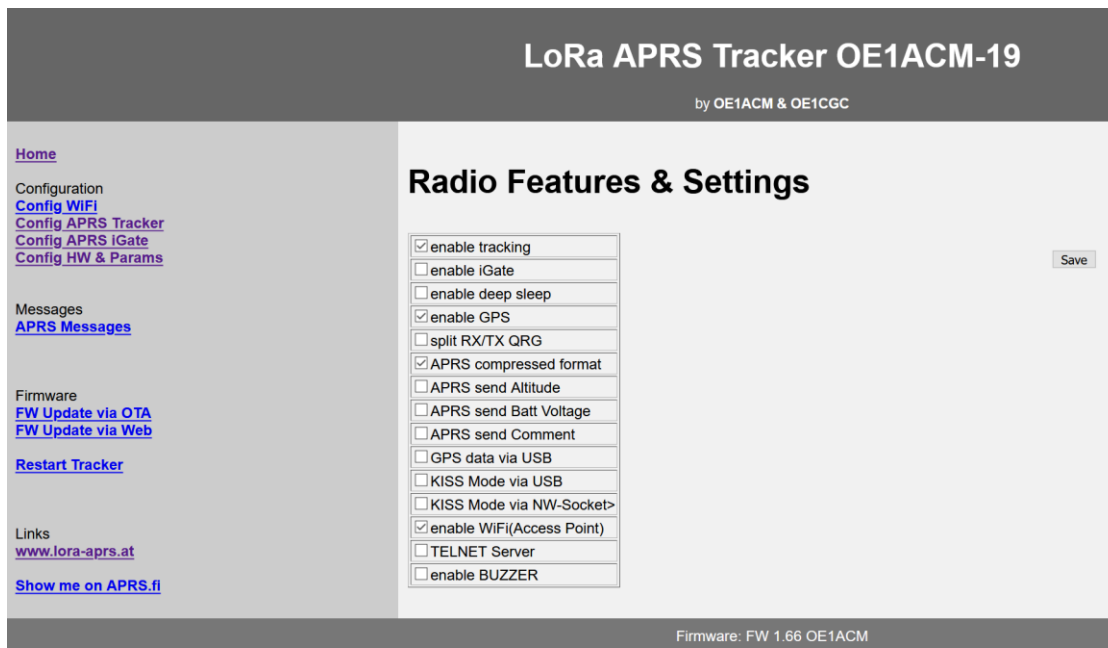 LoRa APRS Tracker OE1ACM-19
by OE1ACM & OE1CGC
Home
Configuration
Config WiFi
Config APRS Tracker
Config APRS iGate
Config HW & Params
Messages
APRS Messages
Firmware
FW Update via OTA
FW Update via Web
Restart Tracker
Links
www.lora-aprs.at
Show me on APRS.fi
Radio Features & Settings
enable tracking
enable iGate
enable deep sleep
enable GPS
split RX/TX QRG
APRS compressed format
APRS send Altitude
APRS send Batt Voltage
APRS send Comment
GPS data via USB
KISS Mode via USB
KISS Mode via NW-Socket>
enable WiFi(Access Point)
TELNET Server
enable BUZZER
Save
Firmware: FW 1.66 OE1ACM